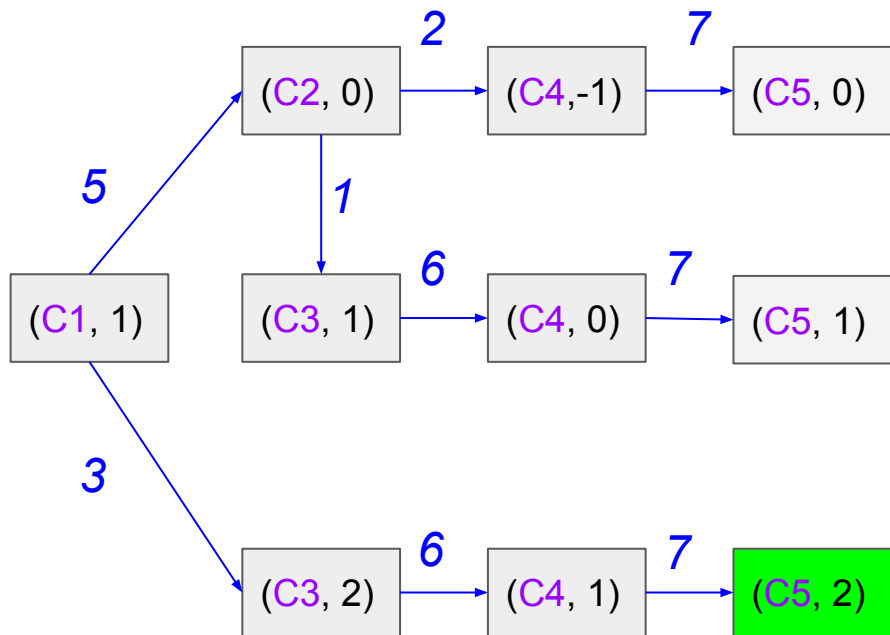 2 7
(C2, 0) (C4,-1) (C5, 0)
5 1
6 7
(C1, 1) (C3, 1) (C4, 0) (C5, 1)
3
6 7
(C3, 2) (C4, 1) (C5, 2)